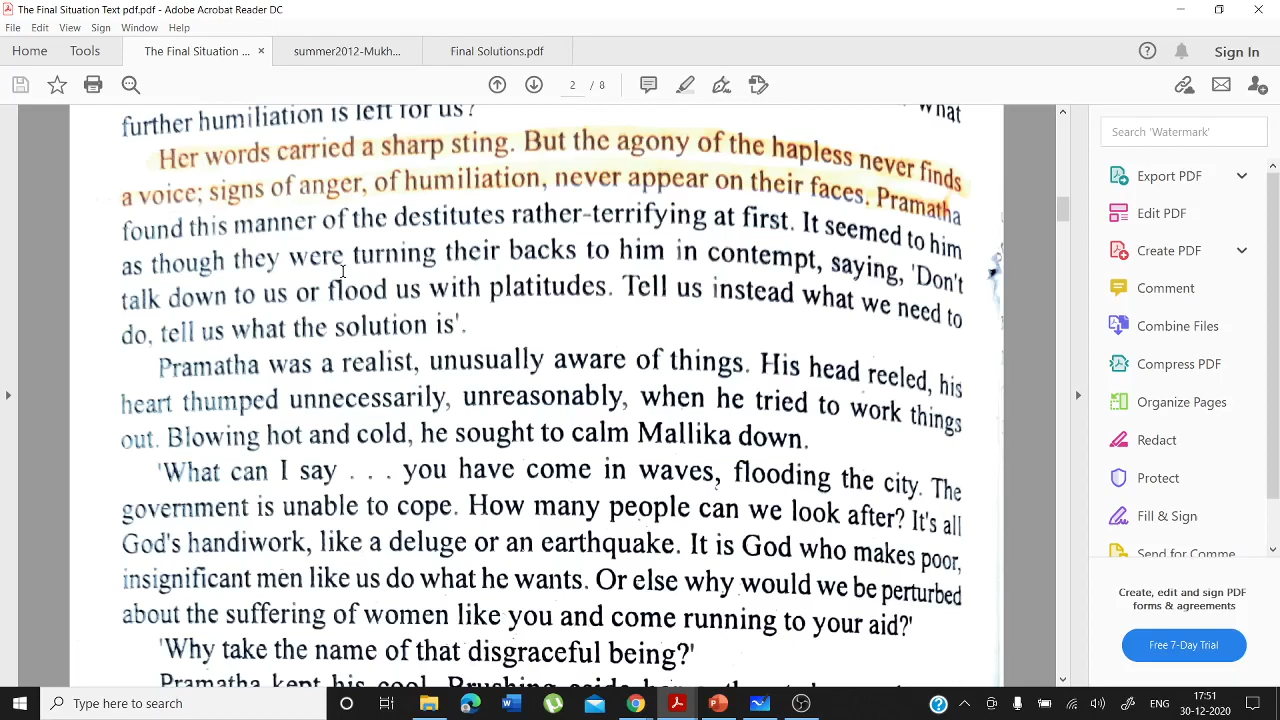 The Final Situation Text pdf.pdf - Adobe Acrobat Reader DC
File Edit View Sign Window Help
Home Tools The Final Situation ... × summer2012-Mukh... Final Solutions.pdf Sign In
2 / 8
further humiliation is left for us? 'What
Her words carried a sharp sting. But the agony of the hapless never finds
a voice; signs of anger, of humiliation, never appear on their faces. Pramatha
found this manner of the destitutes rather-terrifying at first. It seemed to him
as though they were turning their backs to him in contempt, saying, 'Don't
talk down to us or flood us with platitudes. Tell us instead what we need to
do, tell us what the solution is'.
Pramatha was a realist, unusually aware of things. His head reeled, his
heart thumped unnecessarily, unreasonably, when he tried to work things
out. Blowing hot and cold, he sought to calm Mallika down.
'What can I say . . . you have come in waves, flooding the city. The
government is unable to cope. How many people can we look after? It's all
God's handiwork, like a deluge or an earthquake. It is God who makes poor,
insignificant men like us do what he wants. Or else why would we be perturbed
about the suffering of women like you and come running to your aid?'
'Why take the name of that disgraceful being?'
Pramatha kept his cool. Brushing aside
Search 'Watermark'
Export PDF
Edit PDF
Create PDF
Comment
Combine Files
Compress PDF
Organize Pages
Redact
Protect
Fill & Sign
Send for Comme
Create, edit and sign PDF
forms & agreements
Free 7-Day Trial
Type here to search
ENG
17:51
30-12-2020